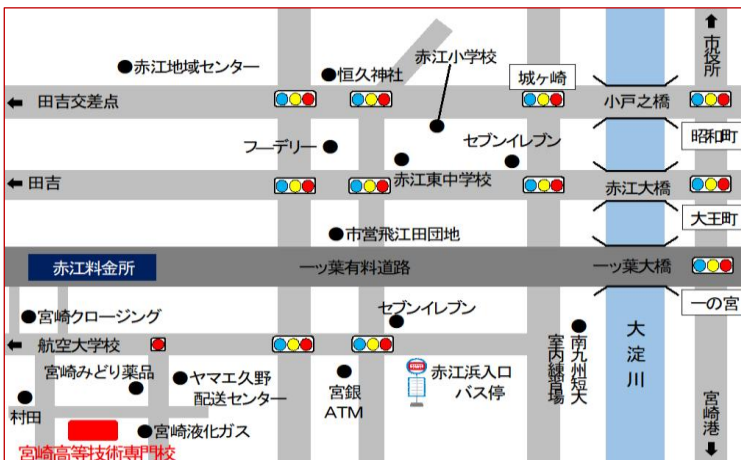 市役所
赤江小学校
赤江地域センター
恒久神社
城ヶ崎
田吉交差点
小戸之橋
昭和町
フーデリー
セブンイレブン
赤江東中学校
田吉
赤江大橋
大王町
市営飛江田団地
赤江料金所
一ッ葉有料道路
一ッ葉大橋
一の宮
宮崎クロージング
セブンイレブン
航空大学校
宮崎みどり薬品
ヤマエ久野
配送センター
宮銀
ATM
赤江浜入口
バス停
南九州短大
室内練習場
大淀川
宮崎港
村田
宮崎液化ガス
宮崎高等技術専門校